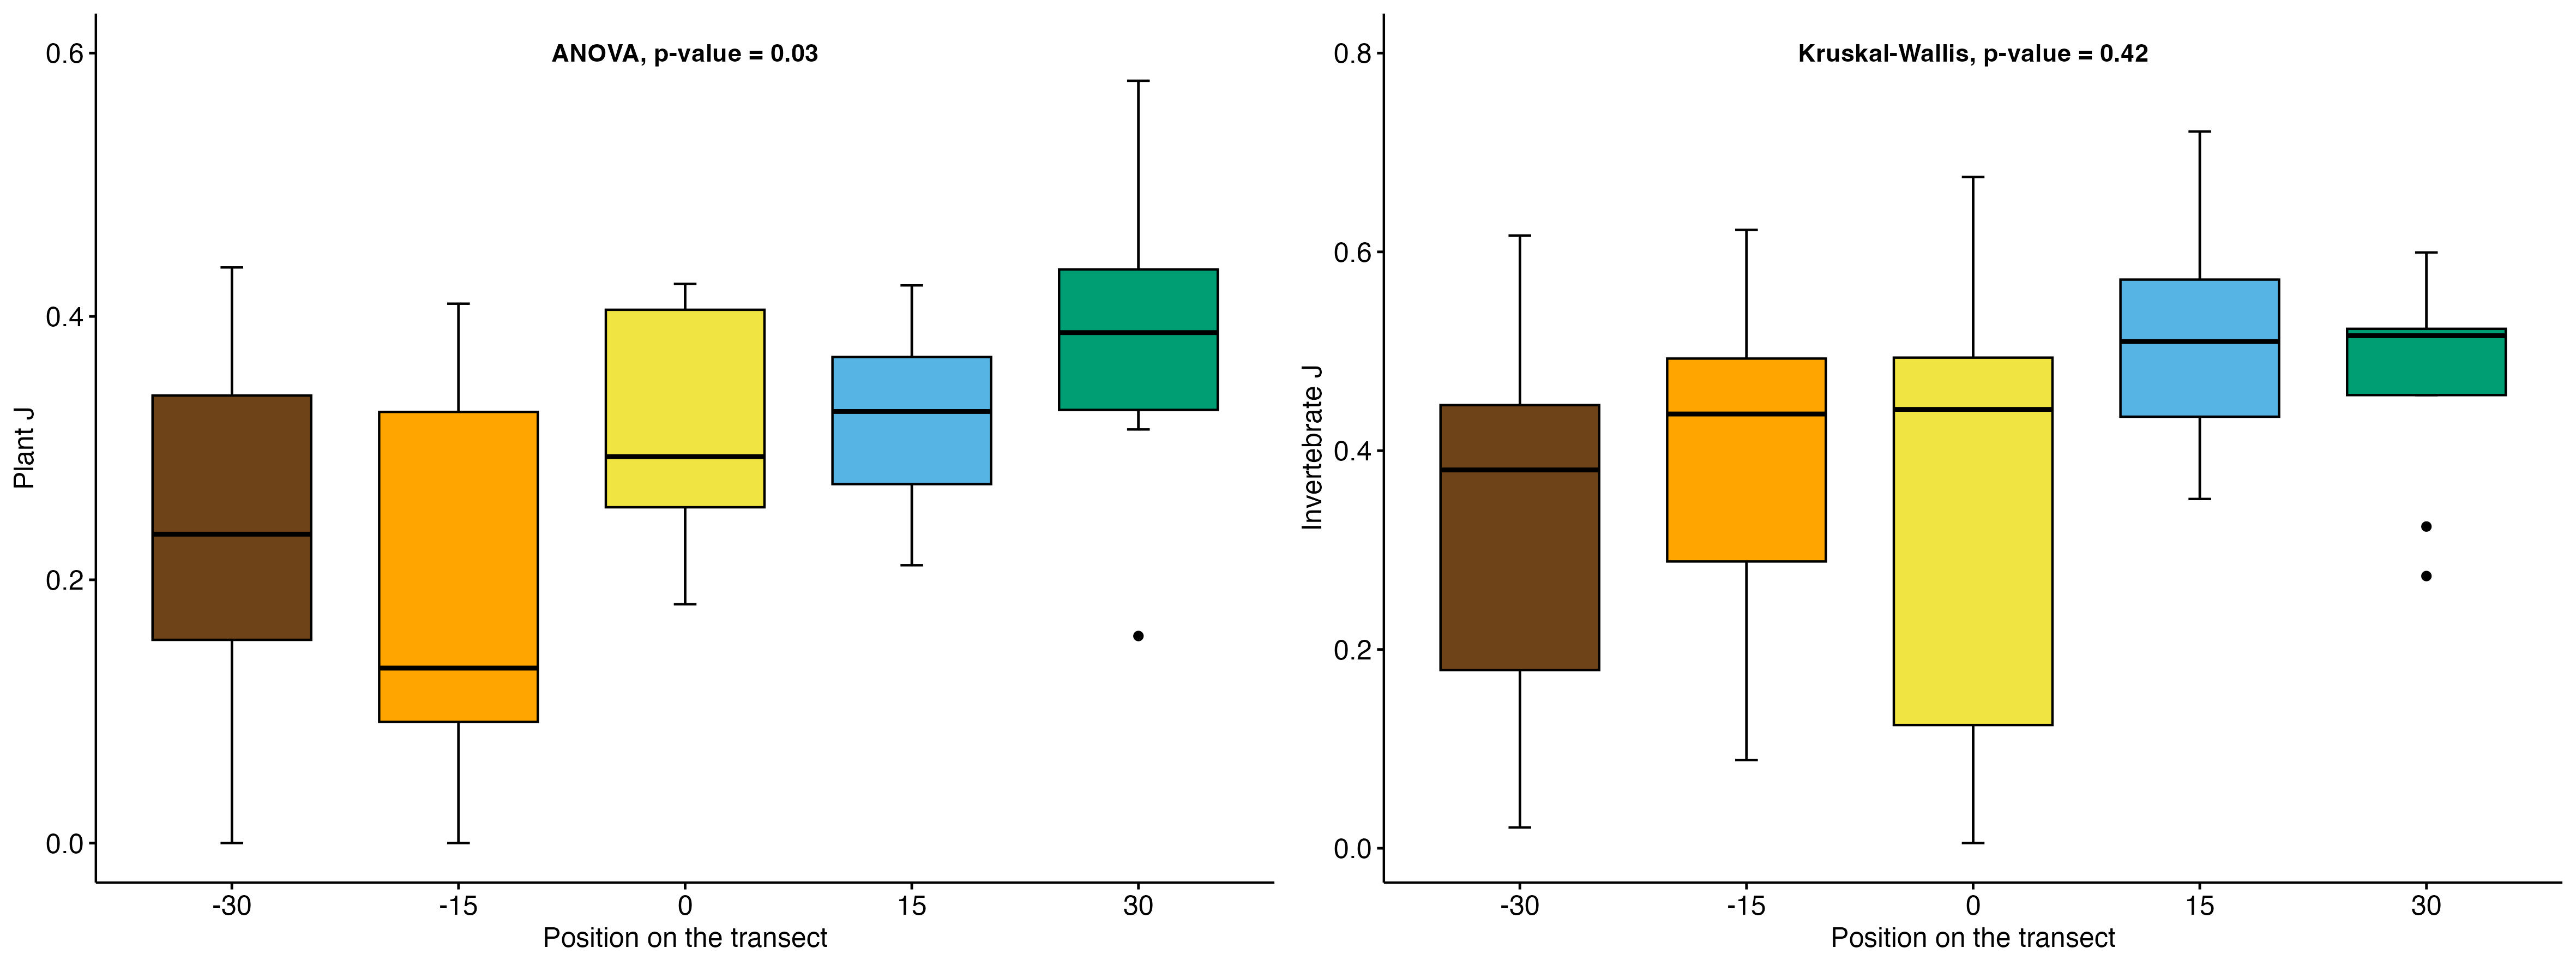 ANOVA, p-value = 0.03
Plant J
0.6
0.4
0.2
0.0
-30 -15 0 15 30
Position on the transect
Kruskal-Wallis, p-value = 0.42
Invertebrate J
0.8
0.6
0.4
0.2
0.0
-30 -15 0 15 30
Position on the transect